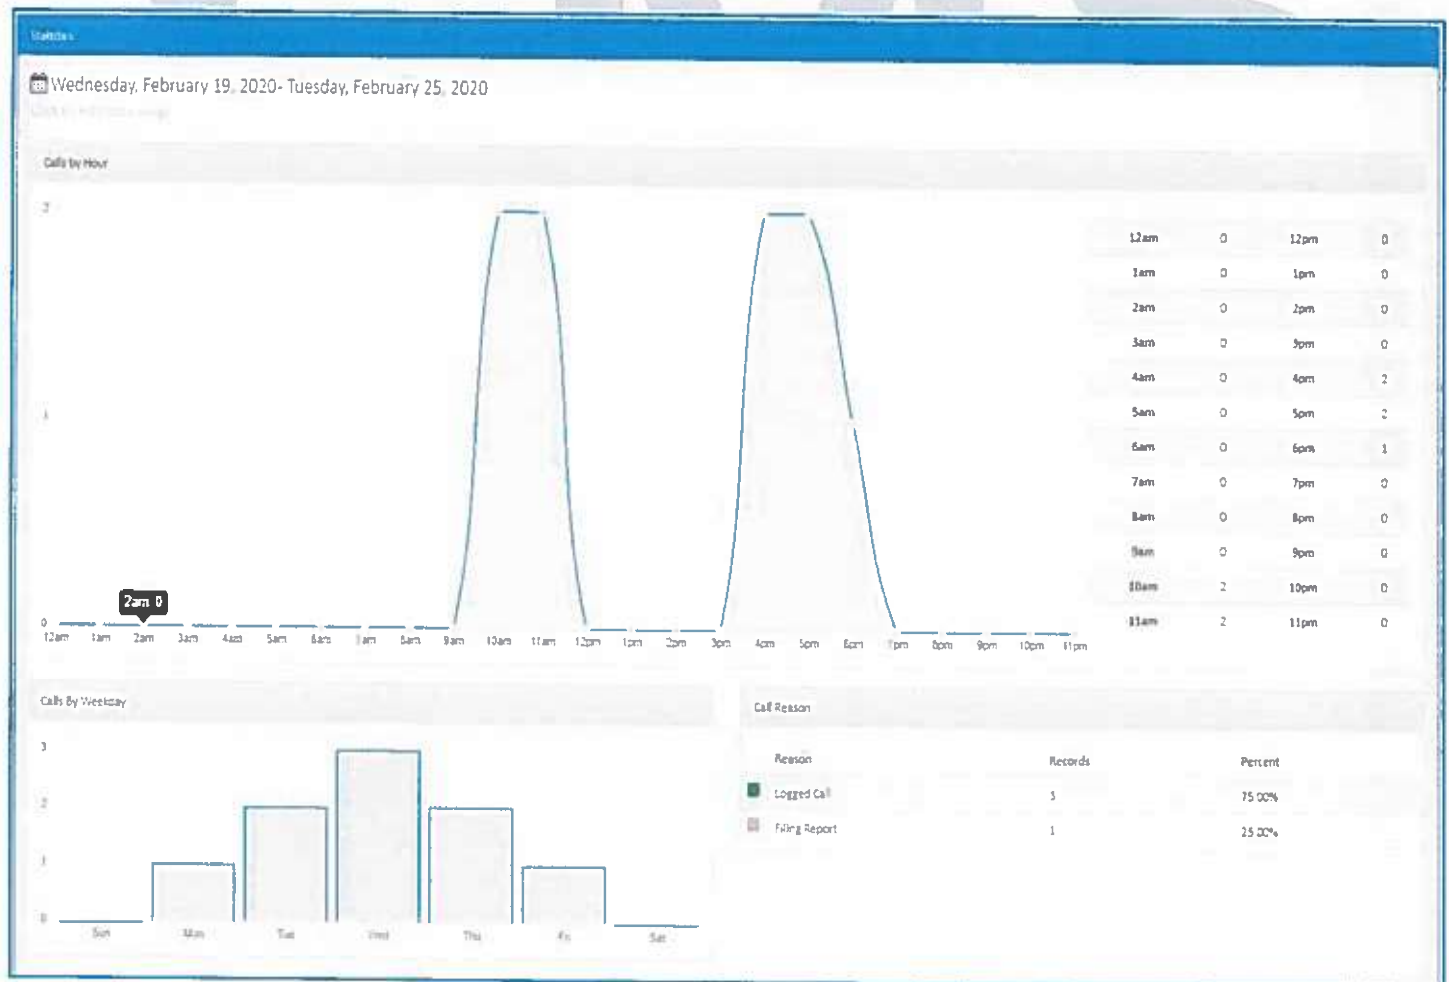 Statistics
Wednesday, February 19, 2020- Tuesday, February 25, 2020
Calls by Hour
2
1
0
2am 0
12am 1am 2am 3am 4am 5am 6am 7am 8am 9am 10am 11am 12pm 1pm 2pm 3pm 4pm 5pm 6pm 7pm 8pm 9pm 10pm 11pm
12am 0 12pm 0
1am 0 1pm 0
2am 0 2pm 0
3am 0 3pm 0
4am 0 4pm 2
5am 0 5pm 2
6am 0 6pm 1
7am 0 7pm 0
8am 0 8pm 0
9am 0 9pm 0
10am 2 10pm 0
11am 2 11pm 0
Calls By Weekday
3
2
1
0
Sun Mon Tue Wed Thu Fri Sat
Call Reason
Reason Records Percent
Logged Call 3 75.00%
Filing Report 1 25.00%